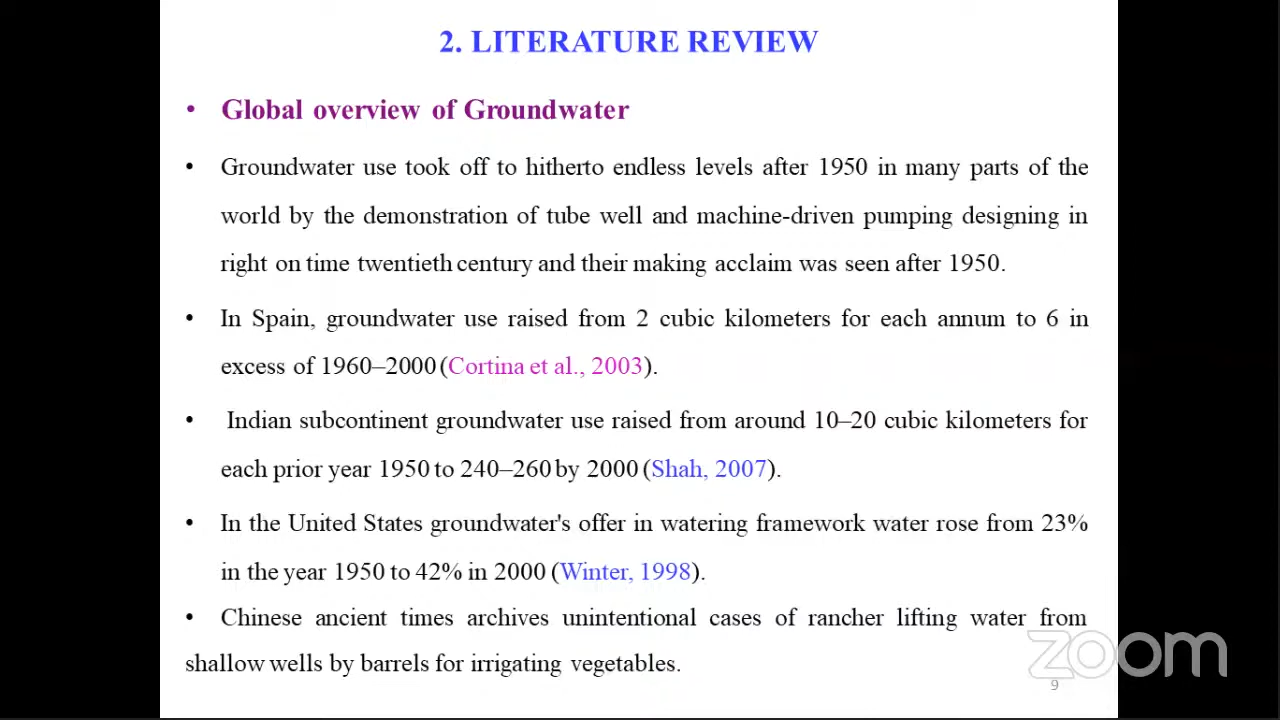 2. LITERATURE REVIEW
• Global overview of Groundwater
• Groundwater use took off to hitherto endless levels after 1950 in many parts of the
world by the demonstration of tube well and machine-driven pumping designing in
right on time twentieth century and their making acclaim was seen after 1950.
• In Spain, groundwater use raised from 2 cubic kilometers for each annum to 6 in
excess of 1960–2000 (Cortina et al., 2003).
• Indian subcontinent groundwater use raised from around 10–20 cubic kilometers for
each prior year 1950 to 240–260 by 2000 (Shah, 2007).
• In the United States groundwater's offer in watering framework water rose from 23%
in the year 1950 to 42% in 2000 (Winter, 1998).
• Chinese ancient times archives unintentional cases of rancher lifting water from
shallow wells by barrels for irrigating vegetables.
zoom
9